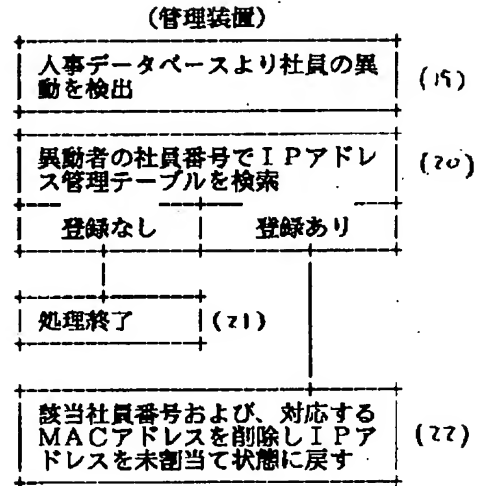 (管理装置)
人事データベースより社員の異
動を検出
(19)
異動者の社員番号でIPアドレ
ス管理テーブルを検索
(20)
登録なし
登録あり
処理終了
(21)
該当社員番号および、対応する
MACアドレスを削除しIPア
ドレスを未割当て状態に戻す
(22)